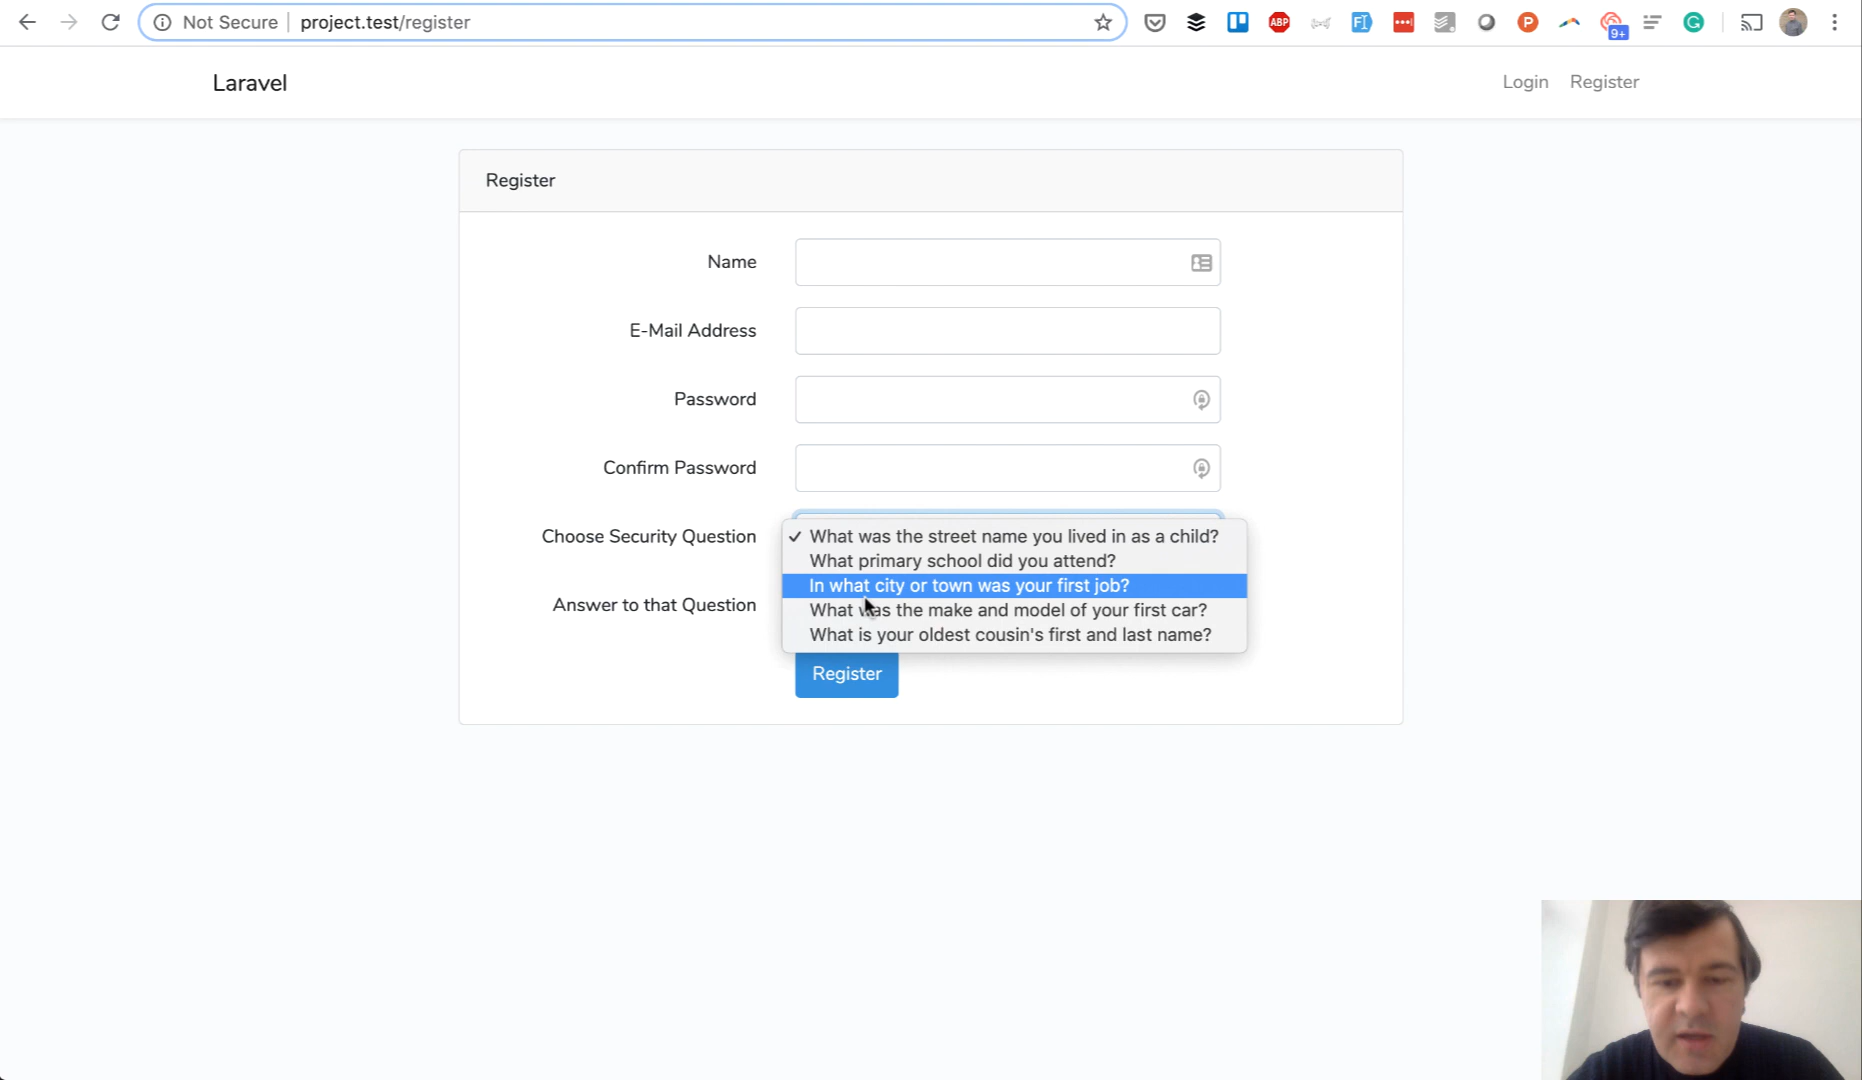 Not Secure project.test/register
ABP
P
9+
Laravel
Login Register
Register
Name
E-Mail Address
Password
Confirm Password
Choose Security Question
What was the street name you lived in as a child?
What primary school did you attend?
In what city or town was your first job?
What was the make and model of your first car?
What is your oldest cousin's first and last name?
Answer to that Question
Register